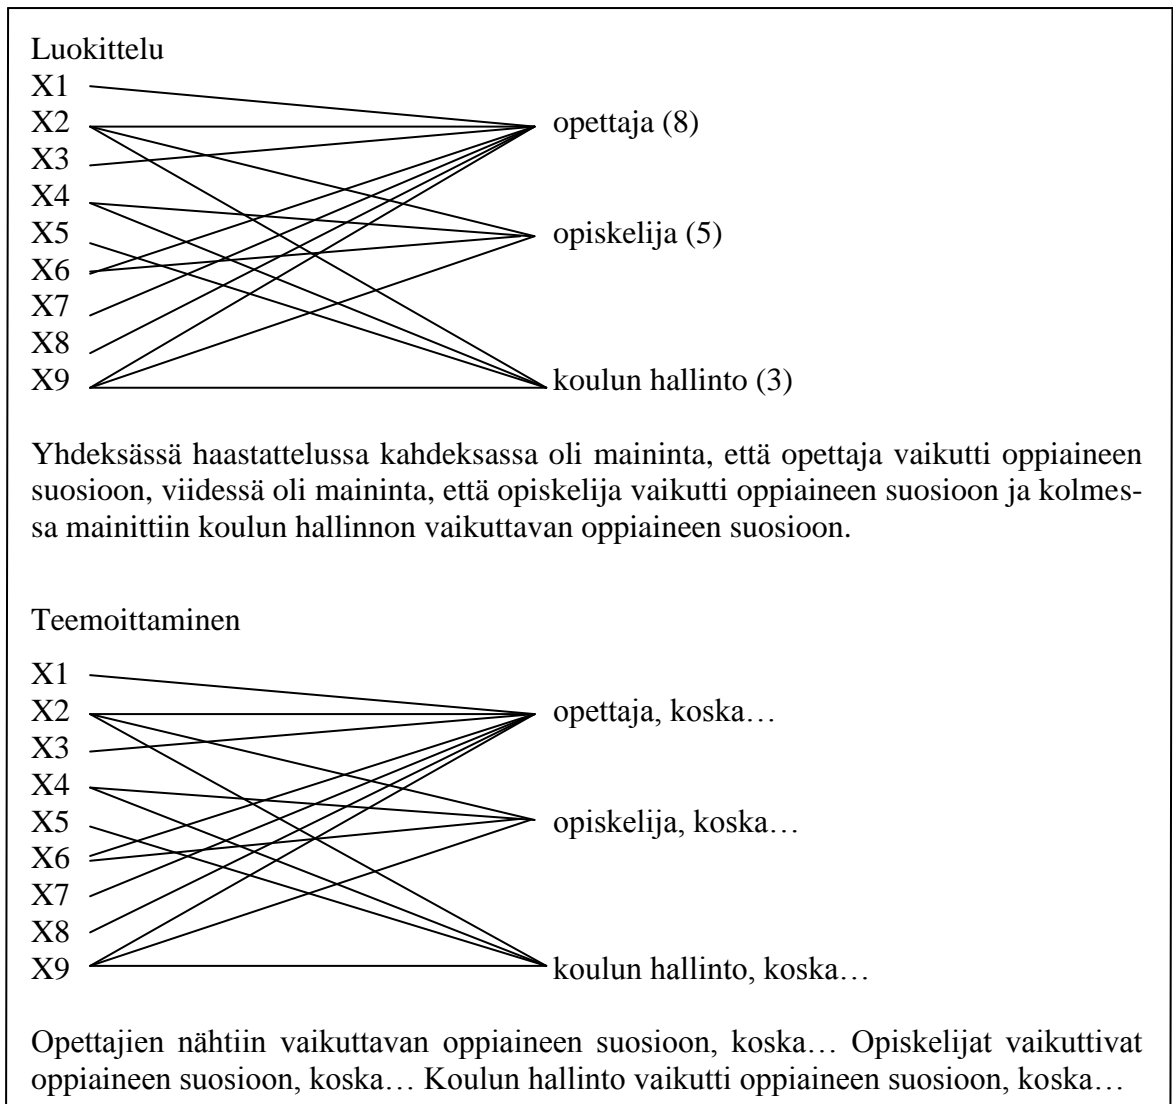 Luokittelu
X1
X2
opettaja (8)
X3
X4
X5
opiskelija (5)
X6
X7
X8
X9
koulun hallinto (3)
Yhdeksässä haastattelussa kahdeksassa oli maininta, että opettaja vaikutti oppiaineen
suosioon, viidessä oli maininta, että opiskelija vaikutti oppiaineen suosioon ja kolmes-
sa mainittiin koulun hallinnon vaikuttavan oppiaineen suosioon.
Teemoittaminen
X1
X2
opettaja, koska…
X3
X4
X5
opiskelija, koska…
X6
X7
X8
X9
koulun hallinto, koska…
Opettajien nähtiin vaikuttavan oppiaineen suosioon, koska… Opiskelijat vaikuttivat
oppiaineen suosioon, koska… Koulun hallinto vaikutti oppiaineen suosioon, koska…